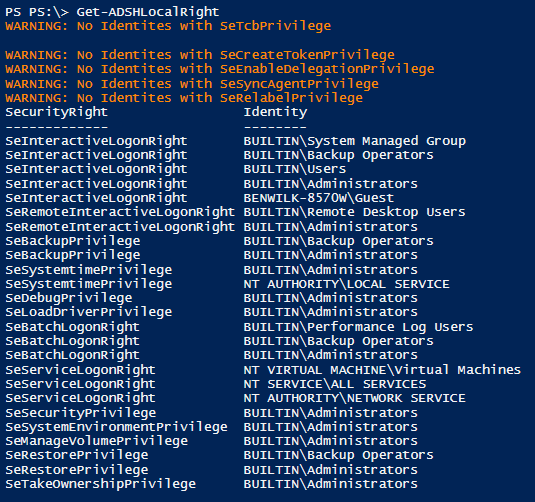 PS PS:\> Get-ADSHLocalRight
WARNING: No Identites with SeTcbPrivilege
WARNING: No Identites with SeCreateTokenPrivilege
WARNING: No Identites with SeEnableDelegationPrivilege
WARNING: No Identites with SeSyncAgentPrivilege
WARNING: No Identites with SeRelabelPrivilege
SecurityRight Identity
------------- --------
SeInteractiveLogonRight BUILTIN\System Managed Group
SeInteractiveLogonRight BUILTIN\Backup Operators
SeInteractiveLogonRight BUILTIN\Users
SeInteractiveLogonRight BUILTIN\Administrators
SeInteractiveLogonRight BENWILK-8570W\Guest
SeRemoteInteractiveLogonRight BUILTIN\Remote Desktop Users
SeRemoteInteractiveLogonRight BUILTIN\Administrators
SeBackupPrivilege BUILTIN\Backup Operators
SeBackupPrivilege BUILTIN\Administrators
SeSystemtimePrivilege BUILTIN\Administrators
SeSystemtimePrivilege NT AUTHORITY\LOCAL SERVICE
SeDebugPrivilege BUILTIN\Administrators
SeLoadDriverPrivilege BUILTIN\Administrators
SeBatchLogonRight BUILTIN\Performance Log Users
SeBatchLogonRight BUILTIN\Backup Operators
SeBatchLogonRight BUILTIN\Administrators
SeServiceLogonRight NT VIRTUAL MACHINE\Virtual Machines
SeServiceLogonRight NT SERVICE\ALL SERVICES
SeServiceLogonRight NT AUTHORITY\NETWORK SERVICE
SeSecurityPrivilege BUILTIN\Administrators
SeSystemEnvironmentPrivilege BUILTIN\Administrators
SeManageVolumePrivilege BUILTIN\Administrators
SeRestorePrivilege BUILTIN\Backup Operators
SeRestorePrivilege BUILTIN\Administrators
SeTakeOwnershipPrivilege BUILTIN\Administrators